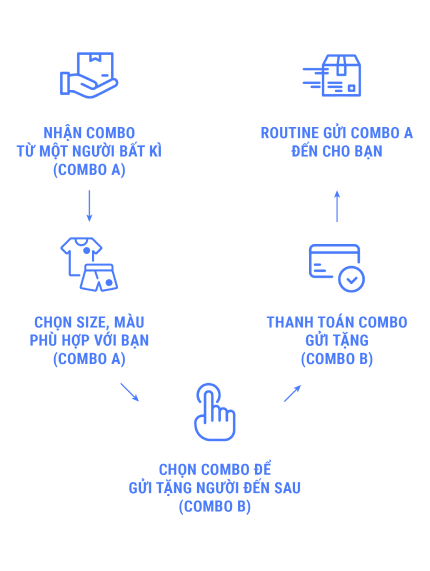 NHẬN COMBO
TỪ MỘT NGƯỜI BẤT KÌ
(COMBO A)
CHỌN SIZE, MÀU
PHÙ HỢP VỚI BẠN
(COMBO A)
CHỌN COMBO ĐỂ
GỬI TẶNG NGƯỜI ĐẾN SAU
(COMBO B)
THANH TOÁN COMBO
GỬI TẶNG
(COMBO B)
ROUTINE GỬI COMBO A
ĐẾN CHO BẠN